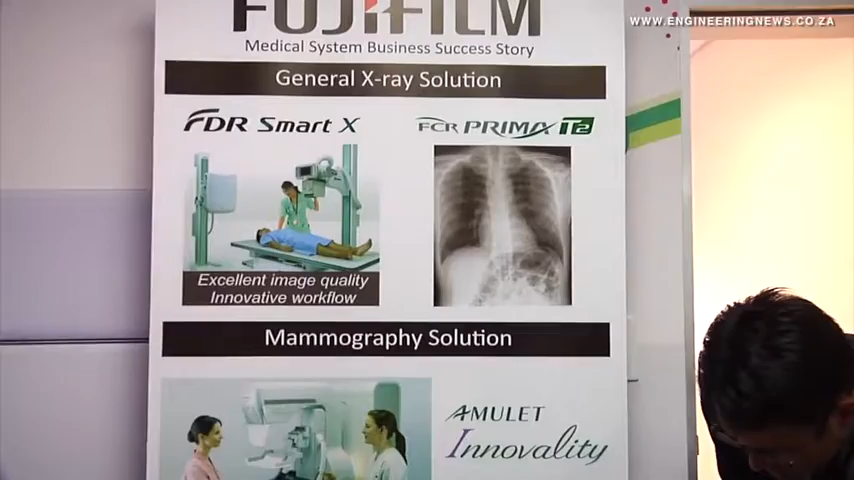 WWW.ENGINEERINGNEWS.CO.ZA
FUJIFILM
Medical System Business Success Story
General X-ray Solution
FDR Smart X
FCR PRIMA T2
Excellent image quality
Innovative workflow
Mammography Solution
AMULET
Innovality